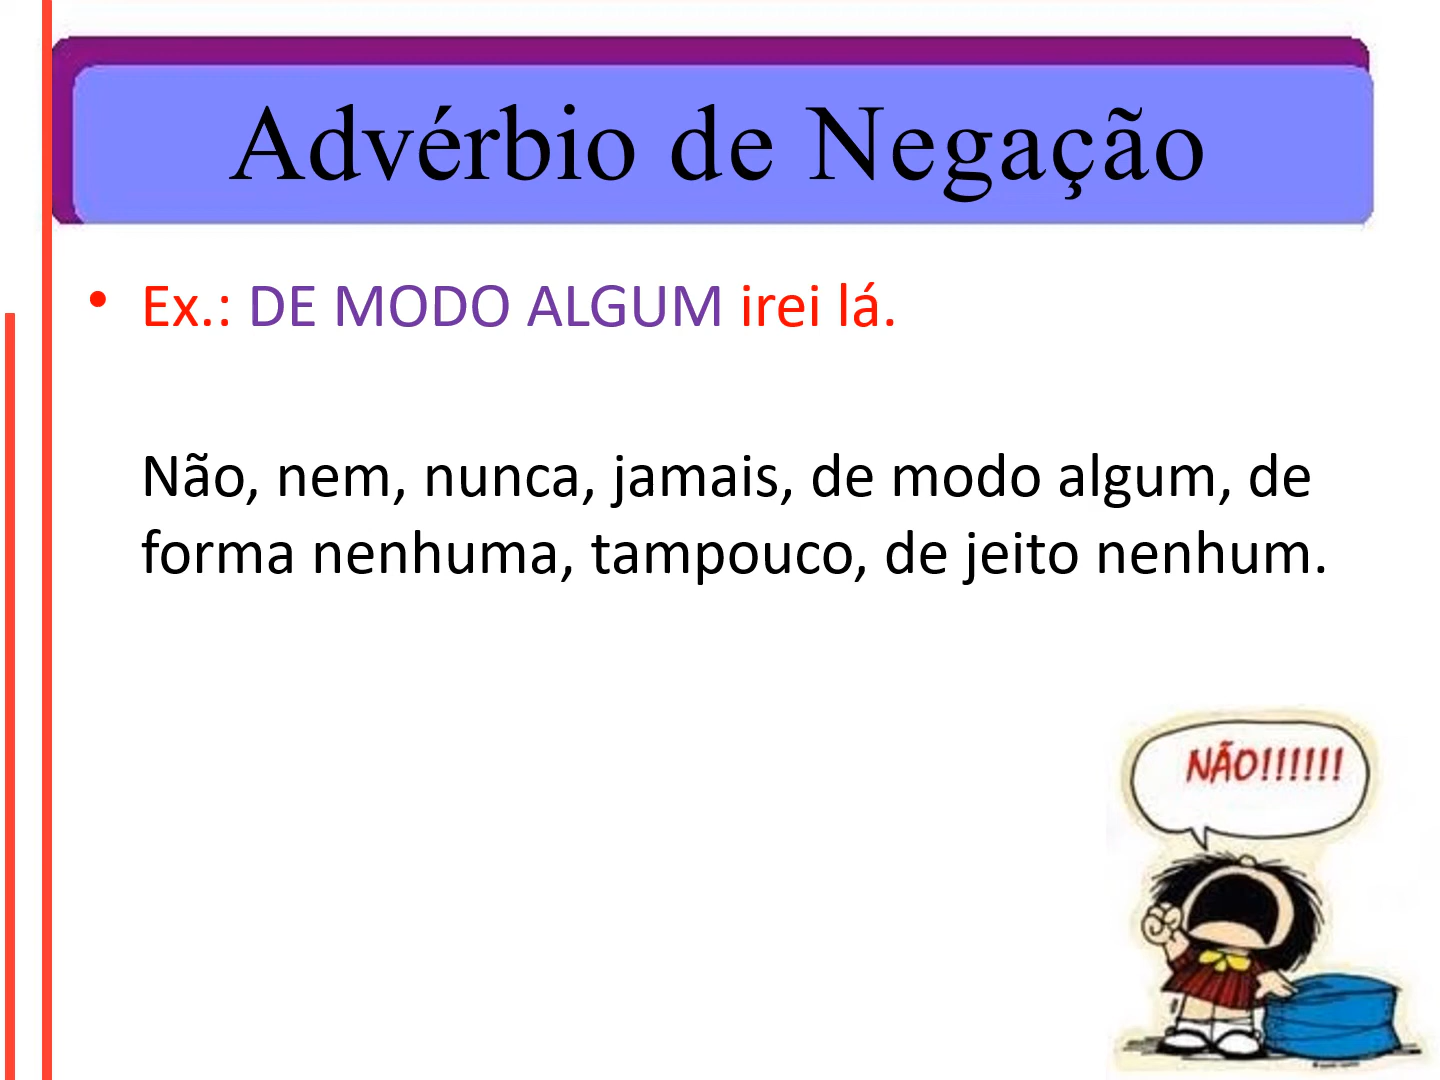 Advérbio de Negação
• Ex.: DE MODO ALGUM irei lá.
Não, nem, nunca, jamais, de modo algum, de
forma nenhuma, tampouco, de jeito nenhum.
NÃO!!!!!!